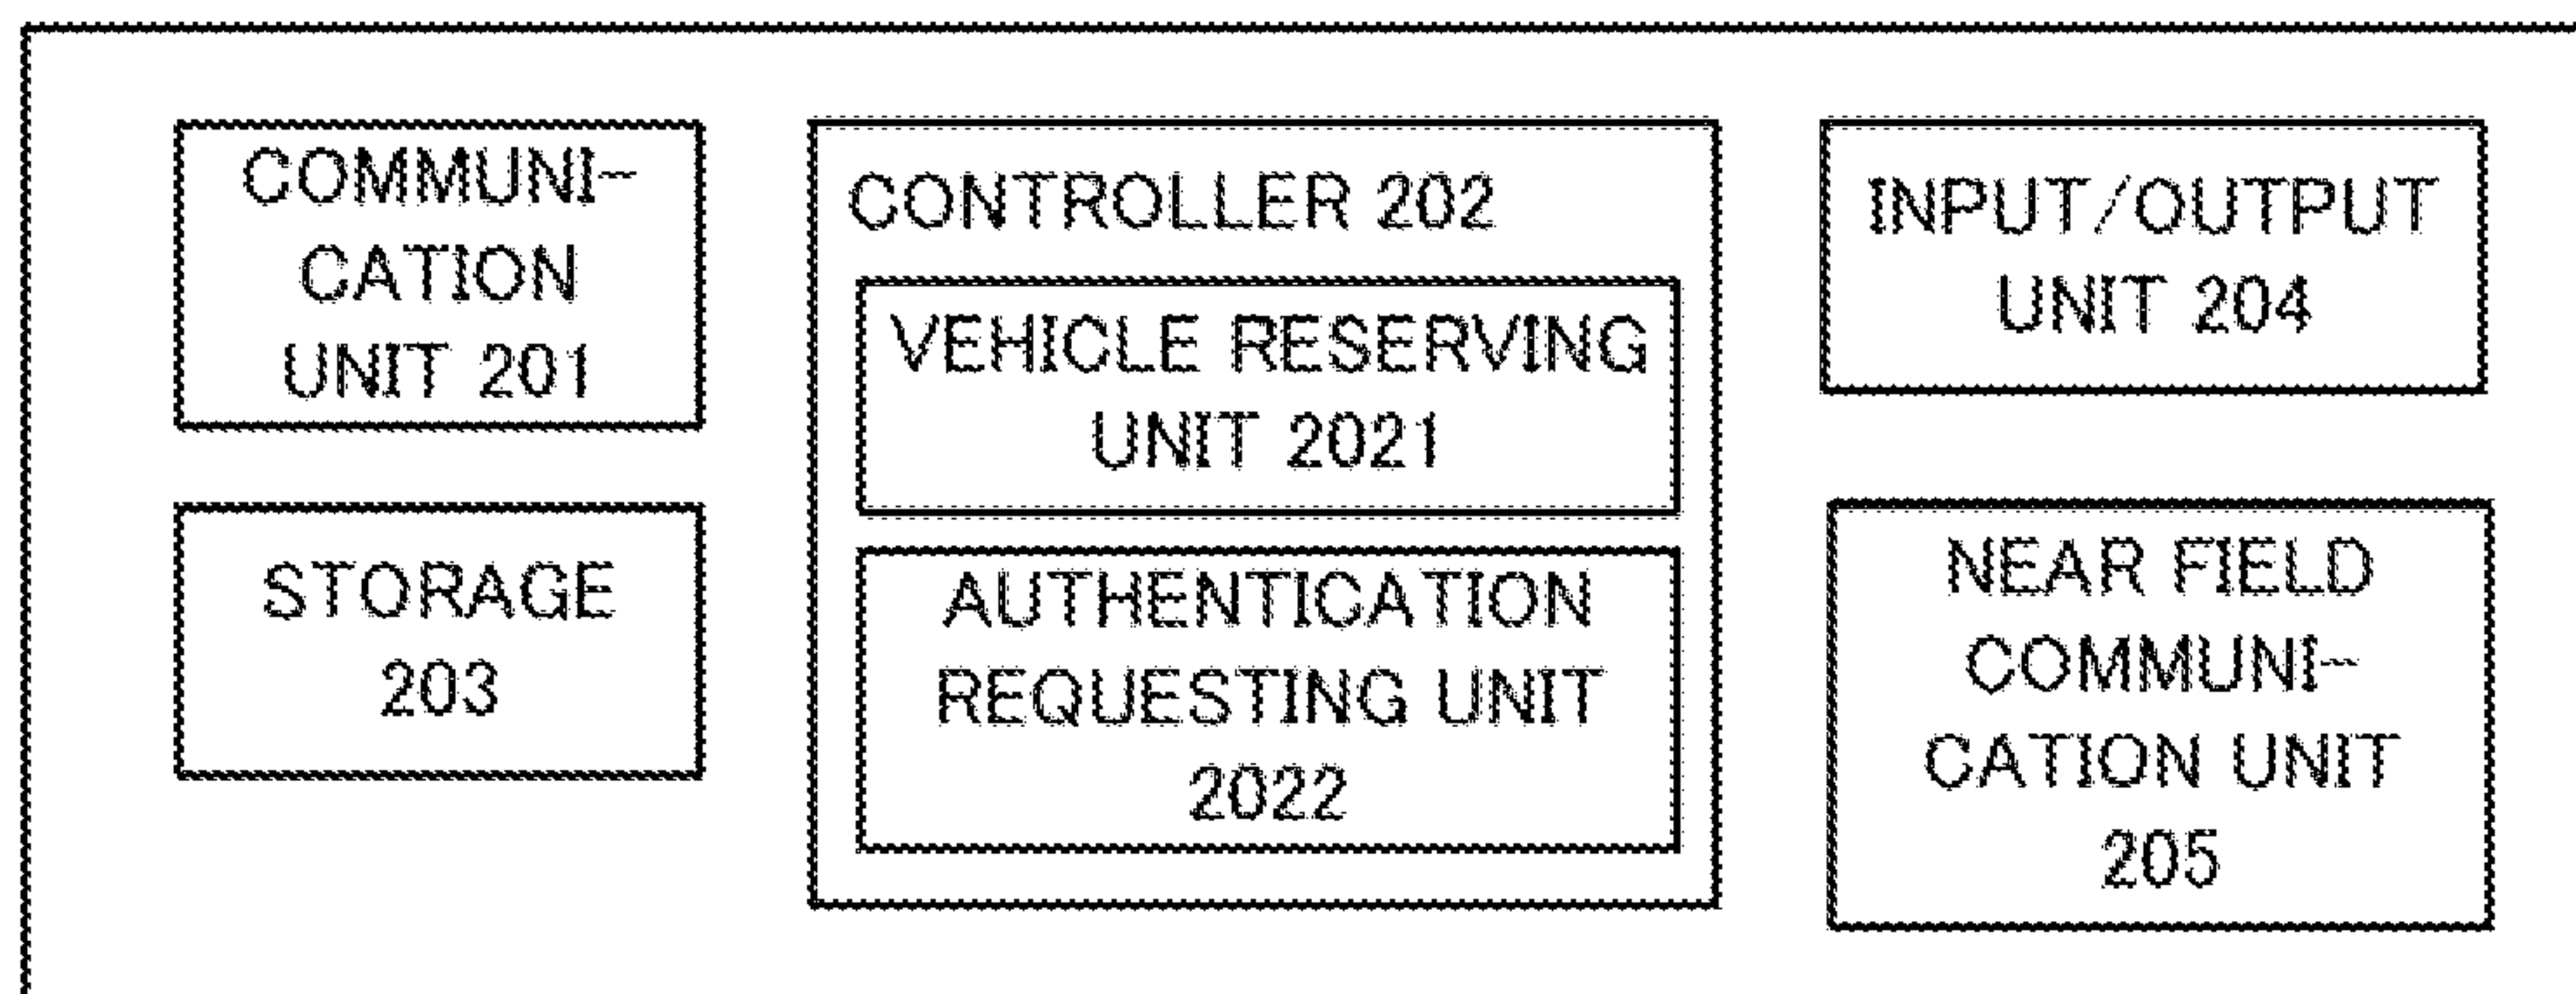 COMMUNI-
CATION
UNIT 201
STORAGE
203
CONTROLLER 202
VEHICLE RESERVING
UNIT 2021
AUTHENTICATION
REQUESTING UNIT
2022
INPUT/OUTPUT
UNIT 204
NEAR FIELD
COMMUNI-
CATION UNIT
205